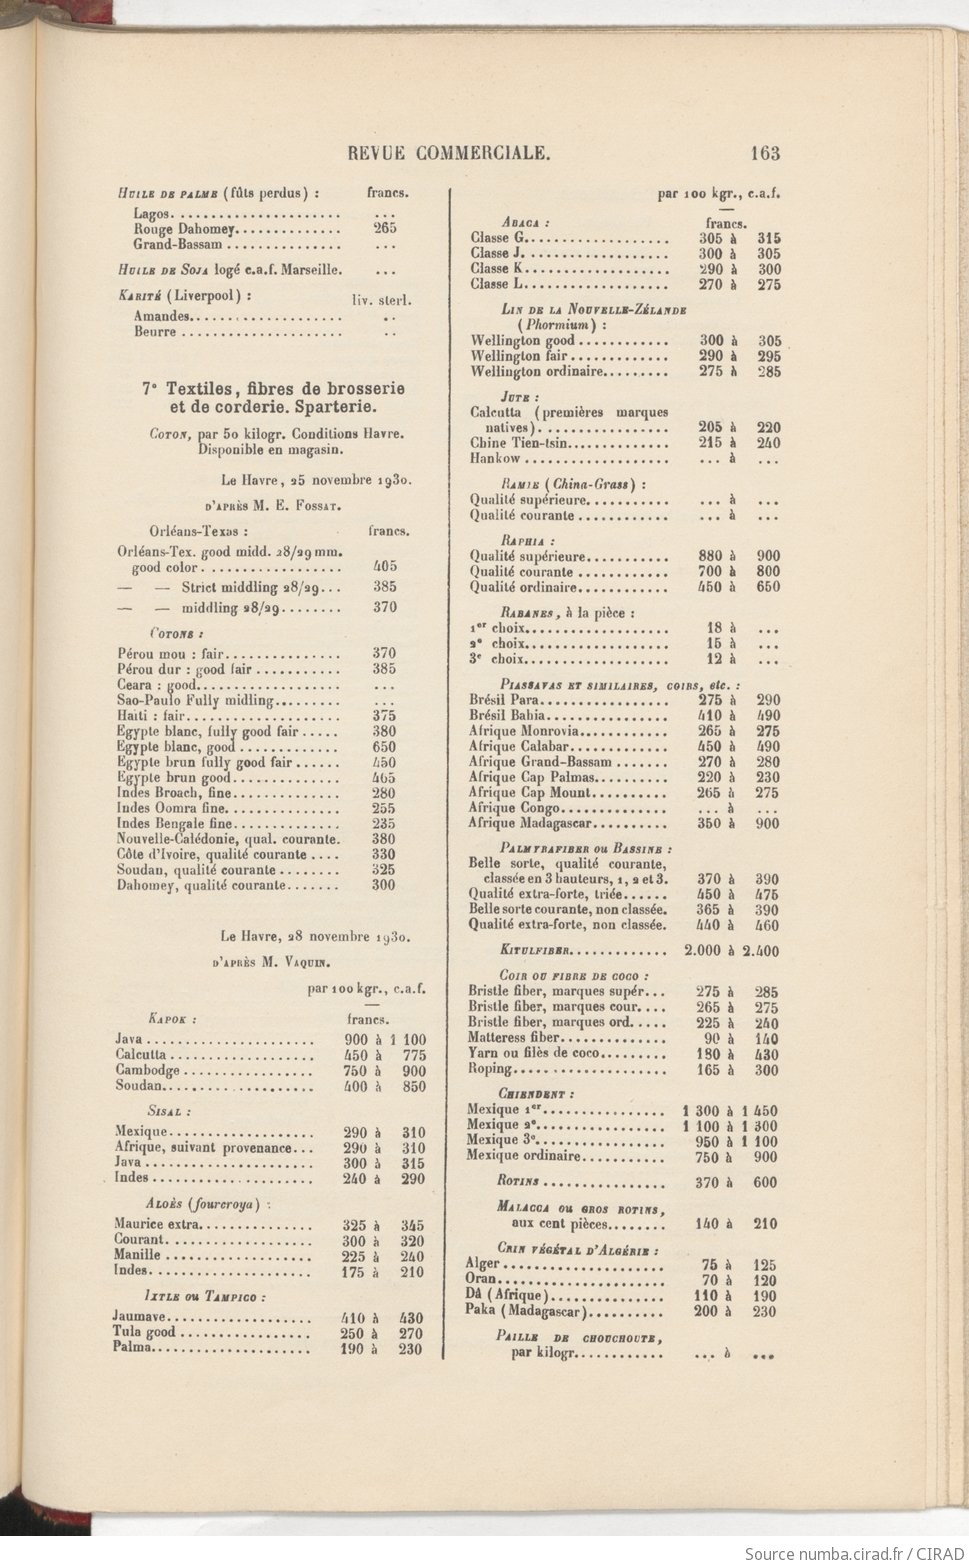 REVUE COMMERCIALE.
163
HUILE DE PALME (fûts perdus) : francs.
Lagos. ...
Rouge Dahomey. 265
Grand-Bassam ...
HUILE DE SOJA logé c.a.f. Marseille. ...
KARITÉ (Liverpool) : liv. sterl.
Amandes. ..
Beurre ..
7° Textiles, fibres de brosserie
et de corderie. Sparterie.
COTON, par 50 kilogr. Conditions Havre.
Disponible en magasin.
Le Havre, 25 novembre 1930.
D'APRÈS M. E. FOSSAT.
Orléans-Texas : francs.
Orléans-Tex. good midd. 28/29 mm.
good color. 405
— — Strict middling 28/29... 385
— — middling 28/29........ 370
COTONS :
Pérou mou : fair............... 370
Pérou dur : good fair ........... 385
Ceara : good.................. ...
Sao-Paulo Fully midling......... ...
Haïti : fair.................... 375
Egypte blanc, fully good fair ..... 380
Egypte blanc, good ............. 650
Egypte brun fully good fair ...... 450
Egypte brun good.............. 405
Indes Broach, fine.............. 280
Indes Oomra fine............... 255
Indes Bengale fine.............. 235
Nouvelle-Calédonie, qual. courante. 380
Côte d'Ivoire, qualité courante .... 330
Soudan, qualité courante ........ 325
Dahomey, qualité courante....... 300
Le Havre, 28 novembre 1930.
D'APRÈS M. VAQUIN.
par 100 kgr., c.a.f.
KAPOK : francs.
Java ...................... 900 à 1 100
Calcutta ................... 450 à 775
Cambodge ................. 750 à 900
Soudan.................... 400 à 850
SISAL :
Mexique................... 290 à 310
Afrique, suivant provenance... 290 à 310
Java ...................... 300 à 315
Indes ..................... 240 à 290
ALOÈS (fourcroya) :
Maurice extra............... 325 à 345
Courant.................... 300 à 320
Manille ................... 225 à 240
Indes...................... 175 à 210
IXTLE OU TAMPICO :
Jaumave................... 410 à 430
Tula good ................. 250 à 270
Palma..................... 190 à 230
par 100 kgr., c.a.f.
ABACA : francs.
Classe G................... 305 à 315
Classe J. .................. 300 à 305
Classe K................... 290 à 300
Classe L................... 270 à 275
LIN DE LA NOUVELLE-ZÉLANDE
(Phormium) :
Wellington good ............ 300 à 305
Wellington fair ............. 290 à 295
Wellington ordinaire......... 275 à 285
JUTE :
Calcutta (premières marques
natives). ................ 205 à 220
Chine Tien-tsin............. 215 à 240
Hankow ................... ... à ...
RAMIE (China-Grass) :
Qualité supérieure........... ... à ...
Qualité courante ............ ... à ...
RAPHIA :
Qualité supérieure........... 880 à 900
Qualité courante ............ 700 à 800
Qualité ordinaire............ 450 à 650
RABANES, à la pièce :
1er choix................... 18 à ...
2e choix................... 15 à ...
3e choix................... 12 à ...
PIASSAVAS ET SIMILAIRES, COIRS, etc. :
Brésil Para................. 275 à 290
Brésil Bahia................ 410 à 490
Afrique Monrovia............ 265 à 275
Afrique Calabar............. 450 à 490
Afrique Grand-Bassam ....... 270 à 280
Afrique Cap Palmas.......... 220 à 230
Afrique Cap Mount.......... 265 à 275
Afrique Congo.............. ... à ...
Afrique Madagascar.......... 350 à 900
PALMYRAFIBER OU BASSINE :
Belle sorte, qualité courante,
classée en 3 hauteurs, 1, 2 et 3. 370 à 390
Qualité extra-forte, triée...... 450 à 475
Belle sorte courante, non classée. 365 à 390
Qualité extra-forte, non classée. 440 à 460
KITULFIBER............. 2.000 à 2.400
COIR OU FIBRE DE COCO :
Bristle fiber, marques supér... 275 à 285
Bristle fiber, marques cour.... 265 à 275
Bristle fiber, marques ord..... 225 à 240
Matteress fiber.............. 90 à 140
Yarn ou filés de coco......... 180 à 430
Roping.................... 165 à 300
CHIENDENT :
Mexique 1er................ 1 300 à 1 450
Mexique 2e................. 1 100 à 1 300
Mexique 3e................. 950 à 1 100
Mexique ordinaire........... 750 à 900
ROTINS ................ 370 à 600
MALACCA OU GROS ROTINS,
aux cent pièces........ 140 à 210
CRIN VÉGÉTAL D'ALGÉRIE :
Alger ..................... 75 à 125
Oran...................... 70 à 120
Dâ (Afrique)............... 110 à 190
Paka (Madagascar).......... 200 à 230
PAILLE DE CHOUCHOUTE,
par kilogr............ ... à ...
Source numba.cirad.fr / CIRAD